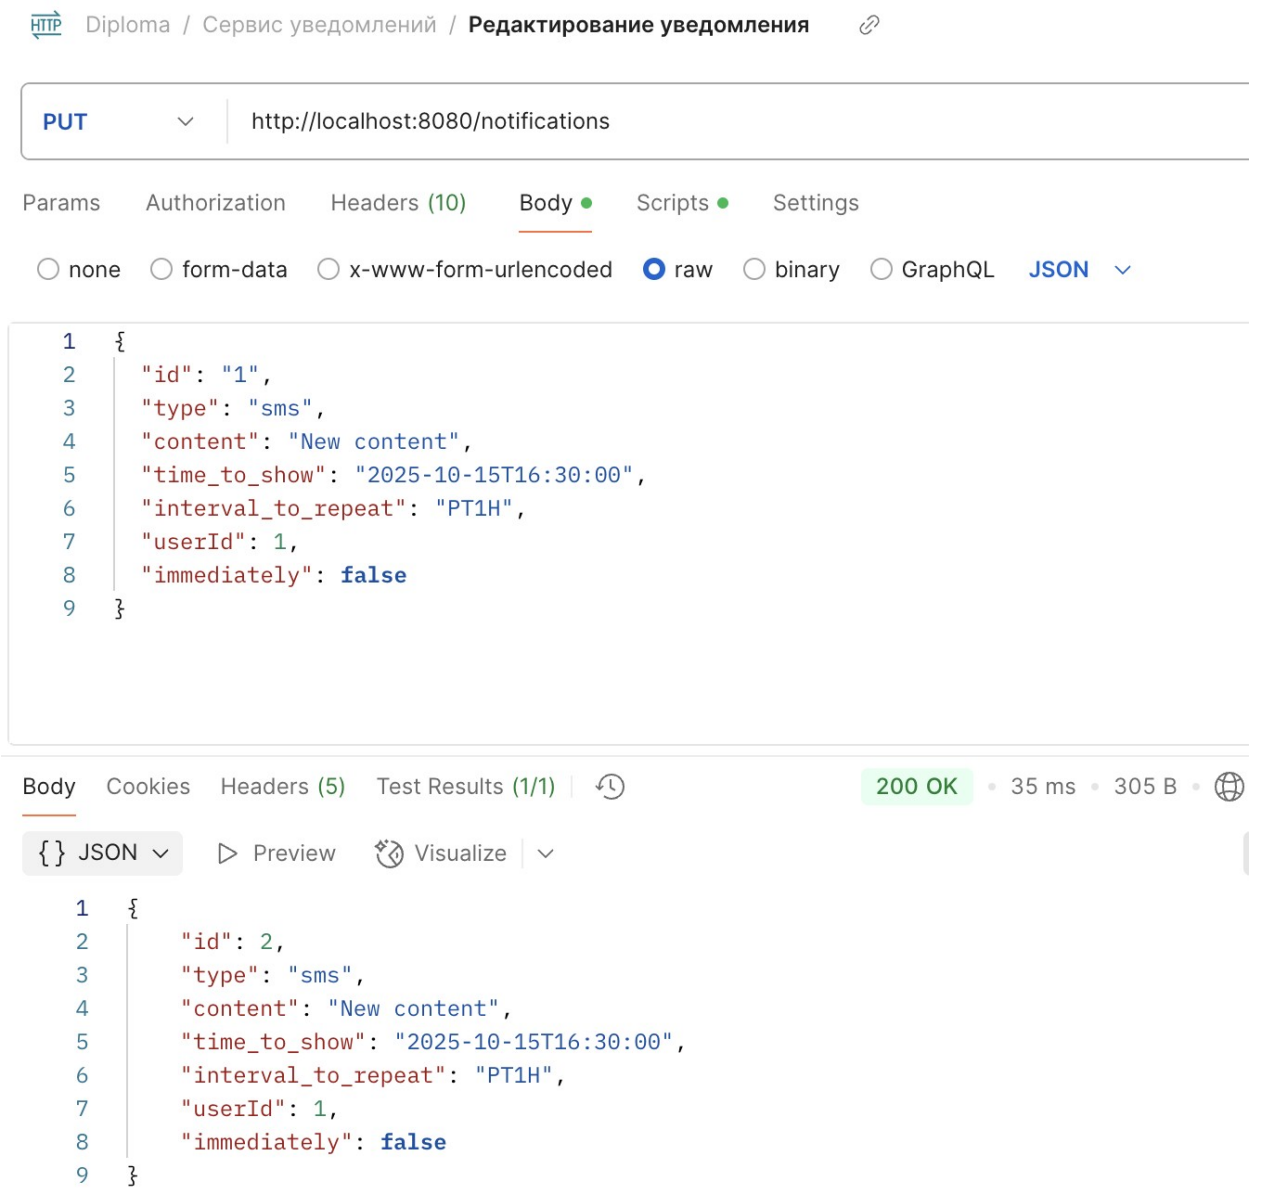 HTTP Diploma / Сервис уведомлений / Редактирование уведомления
PUT http://localhost:8080/notifications
Params Authorization Headers (10) Body Scripts Settings
none form-data x-www-form-urlencoded raw binary GraphQL JSON
1 {
2 "id": "1",
3 "type": "sms",
4 "content": "New content",
5 "time_to_show": "2025-10-15T16:30:00",
6 "interval_to_repeat": "PT1H",
7 "userId": 1,
8 "immediately": false
9 }
Body Cookies Headers (5) Test Results (1/1) 200 OK • 35 ms • 305 B •
{} JSON Preview Visualize
1 {
2 "id": 2,
3 "type": "sms",
4 "content": "New content",
5 "time_to_show": "2025-10-15T16:30:00",
6 "interval_to_repeat": "PT1H",
7 "userId": 1,
8 "immediately": false
9 }